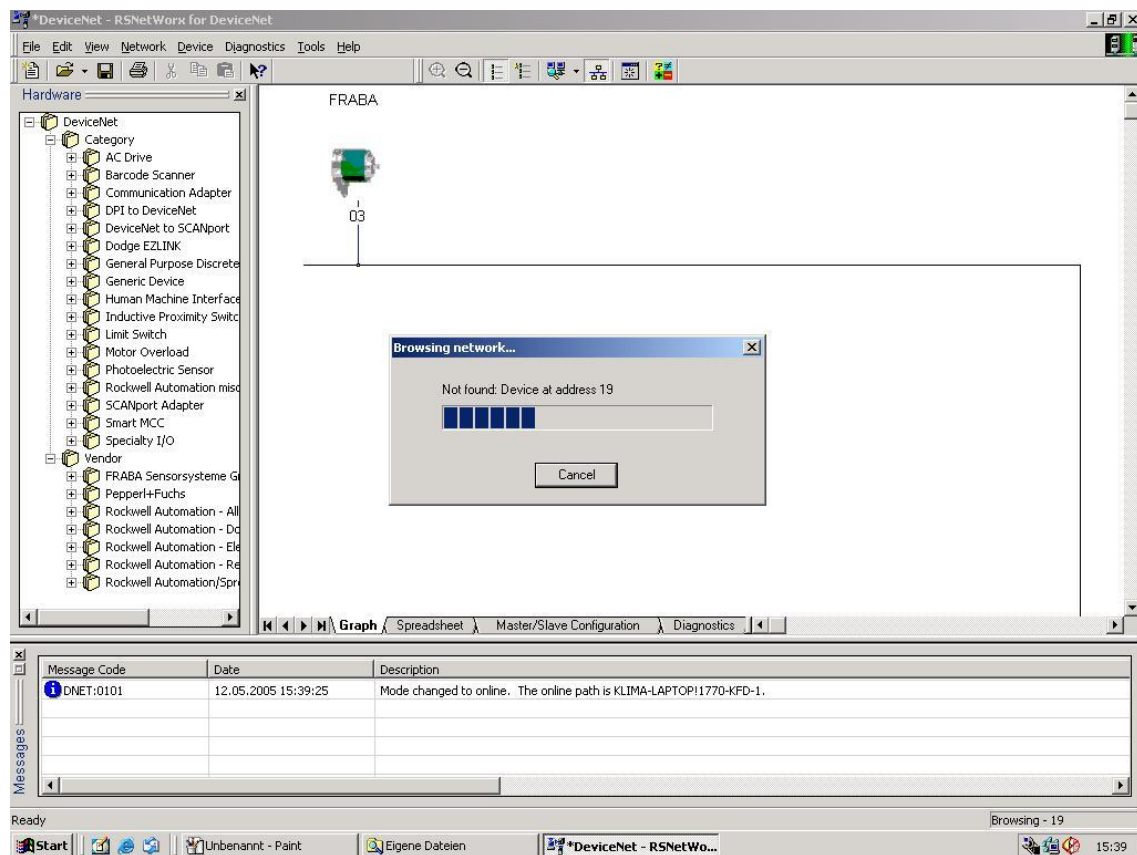 *DeviceNet - RSNetWorx for DeviceNet
File Edit View Network Device Diagnostics Tools Help
Hardware
DeviceNet
Category
AC Drive
Barcode Scanner
Communication Adapter
DPI to DeviceNet
DeviceNet to SCANport
Dodge EZLINK
General Purpose Discrete
Generic Device
Human Machine Interface
Inductive Proximity Switc
Limit Switch
Motor Overload
Photoelectric Sensor
Rockwell Automation misc
SCANport Adapter
Smart MCC
Specialty I/O
Vendor
FRABA Sensorsysteme G
Pepperl+Fuchs
Rockwell Automation - All
Rockwell Automation - Do
Rockwell Automation - Ele
Rockwell Automation - Re
Rockwell Automation/Spr
FRABA
03
Browsing network...
Not found: Device at address 19
Cancel
Graph Spreadsheet Master/Slave Configuration Diagnostics
Messages
Message Code Date Description
DNET:0101 12.05.2005 15:39:25 Mode changed to online. The online path is KLIMA-LAPTOP!1770-KFD-1.
Ready Browsing - 19
Start Unbenannt - Paint Eigene Dateien *DeviceNet - RSNetWo... 15:39